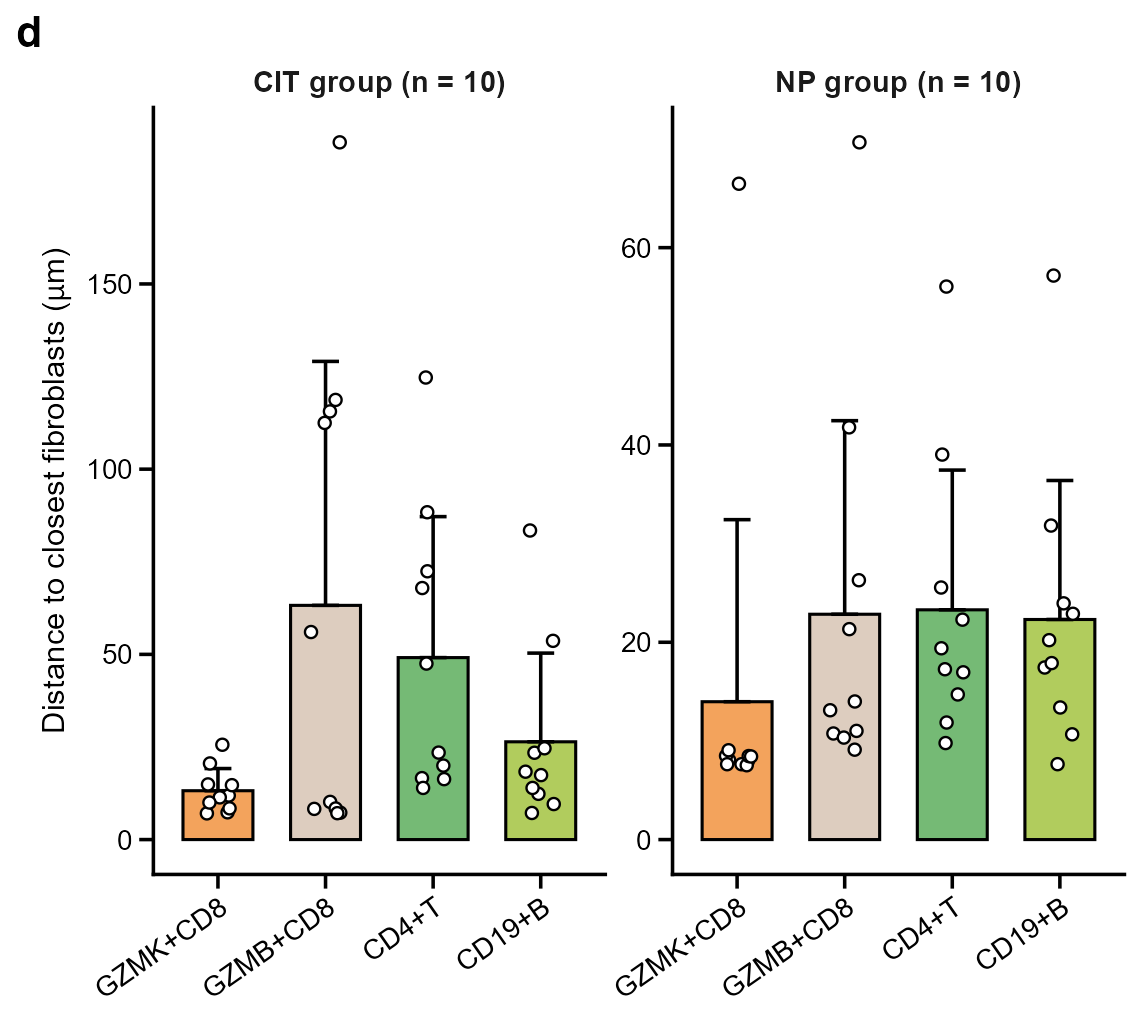 d
CIT group (n = 10)
NP group (n = 10)
Distance to closest fibroblasts (µm)
150
100
50
0
60
40
20
0
GZMK+CD8
GZMB+CD8
CD4+T
CD19+B
GZMK+CD8
GZMB+CD8
CD4+T
CD19+B